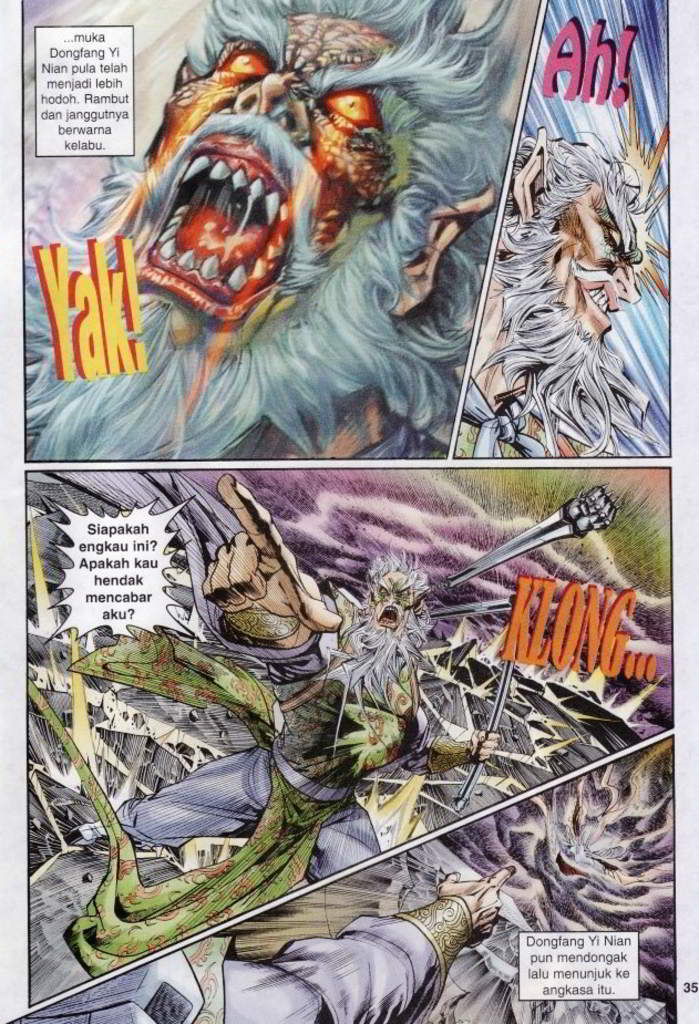 ...muka
Dongfang Yi
Nian pula telah
menjadi lebih
hodoh. Rambut
dan janggutnya
berwarna
kelabu.
Ah!
Yak!
Siapakah
engkau ini?
Apakah kau
hendak
mencabar
aku?
KLONG...
Dongfang Yi Nian
pun mendongak
lalu menunjuk ke
angkasa itu.
35